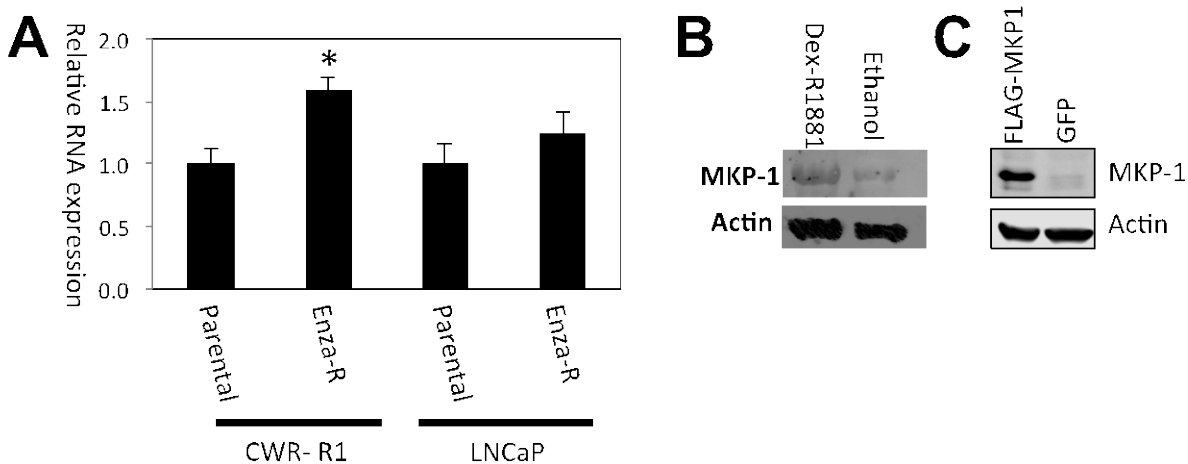 A
Relative RNA expression
2.0
*
1.5
1.0
0.5
0.0
Parental
Enza-R
Parental
Enza-R
CWR- R1
LNCaP
B
Dex-R1881
Ethanol
MKP-1
Actin
C
FLAG-MKP1
GFP
MKP-1
Actin